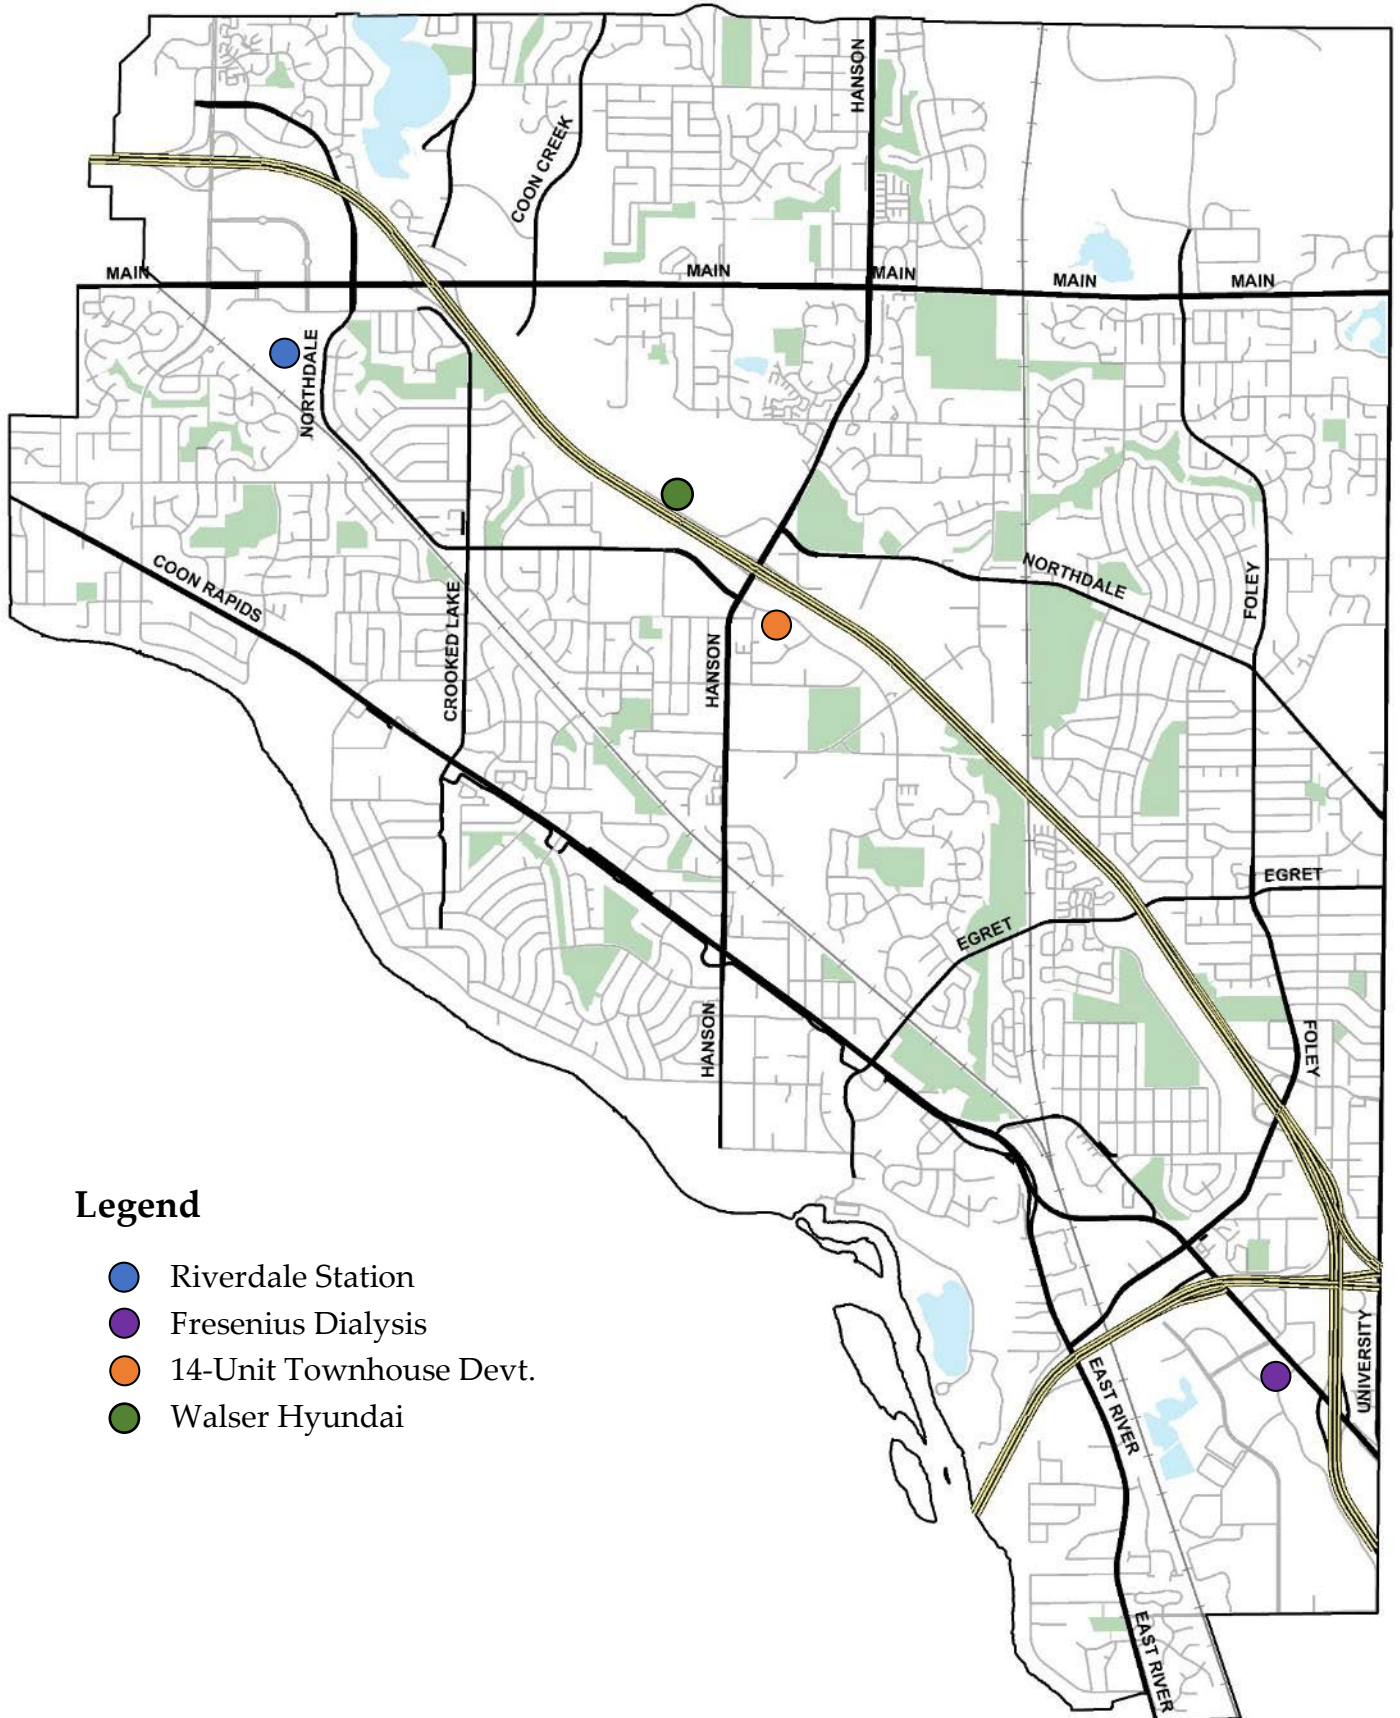 HANSON
COON CREEK
MAIN
MAIN
MAIN
MAIN
MAIN
NORTHDALE
COON RAPIDS
CROOKED LAKE
NORTHDALE
FOLEY
HANSON
EGRET
EGRET
HANSON
FOLEY
Legend
Riverdale Station
Fresenius Dialysis
14-Unit Townhouse Devt.
Walser Hyundai
UNIVERSITY
EAST RIVER
EAST RIVER